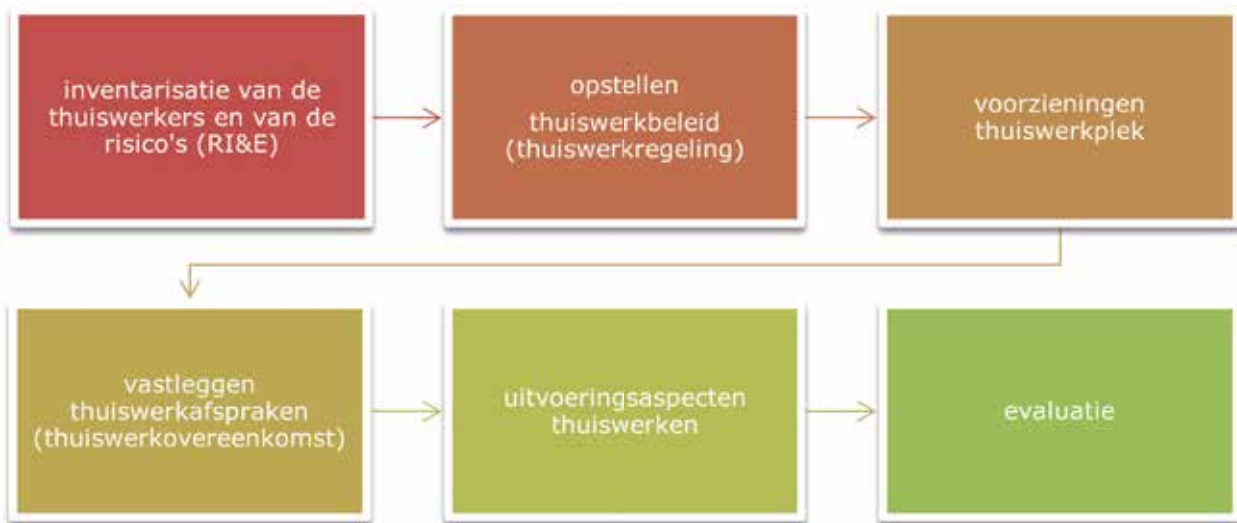 inventarisatie van de
thuiswerkers en van de
risico's (RI&E)
opstellen
thuiswerkbeleid
(thuiswerkregeling)
voorzieningen
thuiswerkplek
vastleggen
thuiswerkafspraken
(thuiswerkovereenkomst)
uitvoeringsaspecten
thuiswerken
evaluatie